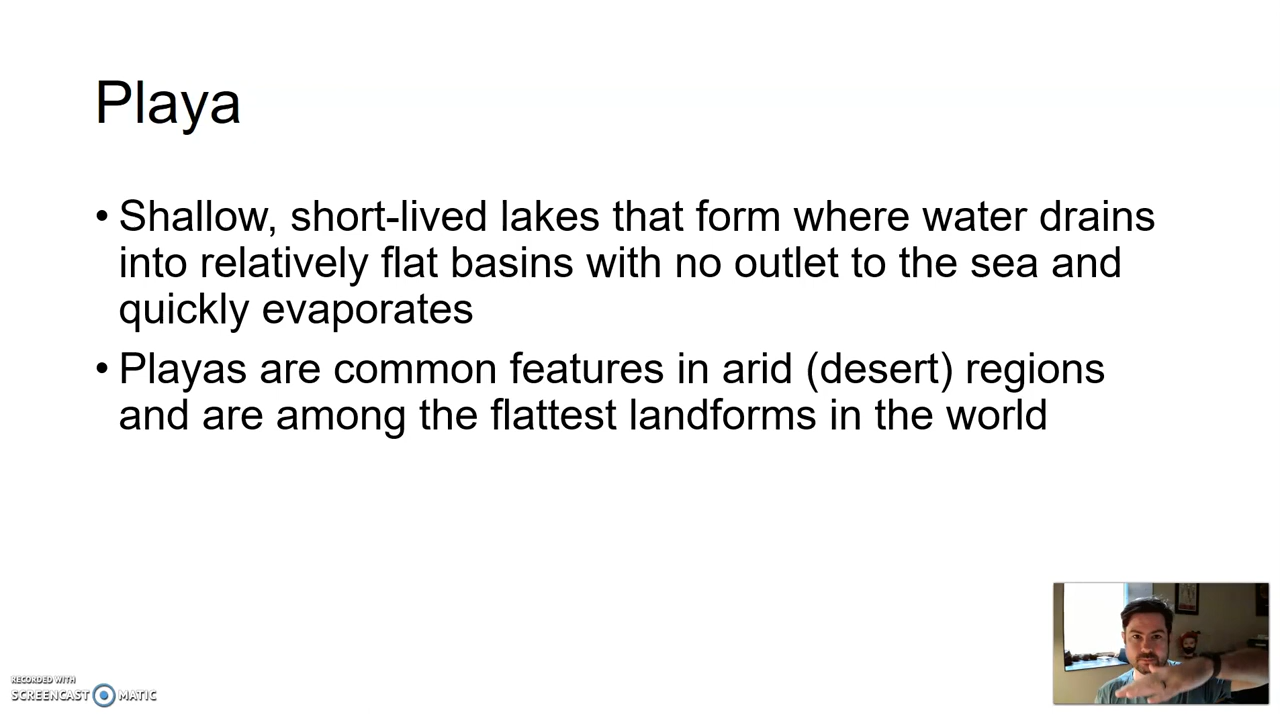 Playa
• Shallow, short-lived lakes that form where water drains
into relatively flat basins with no outlet to the sea and
quickly evaporates
• Playas are common features in arid (desert) regions
and are among the flattest landforms in the world
RECORDED WITH
SCREENCAST MATIC